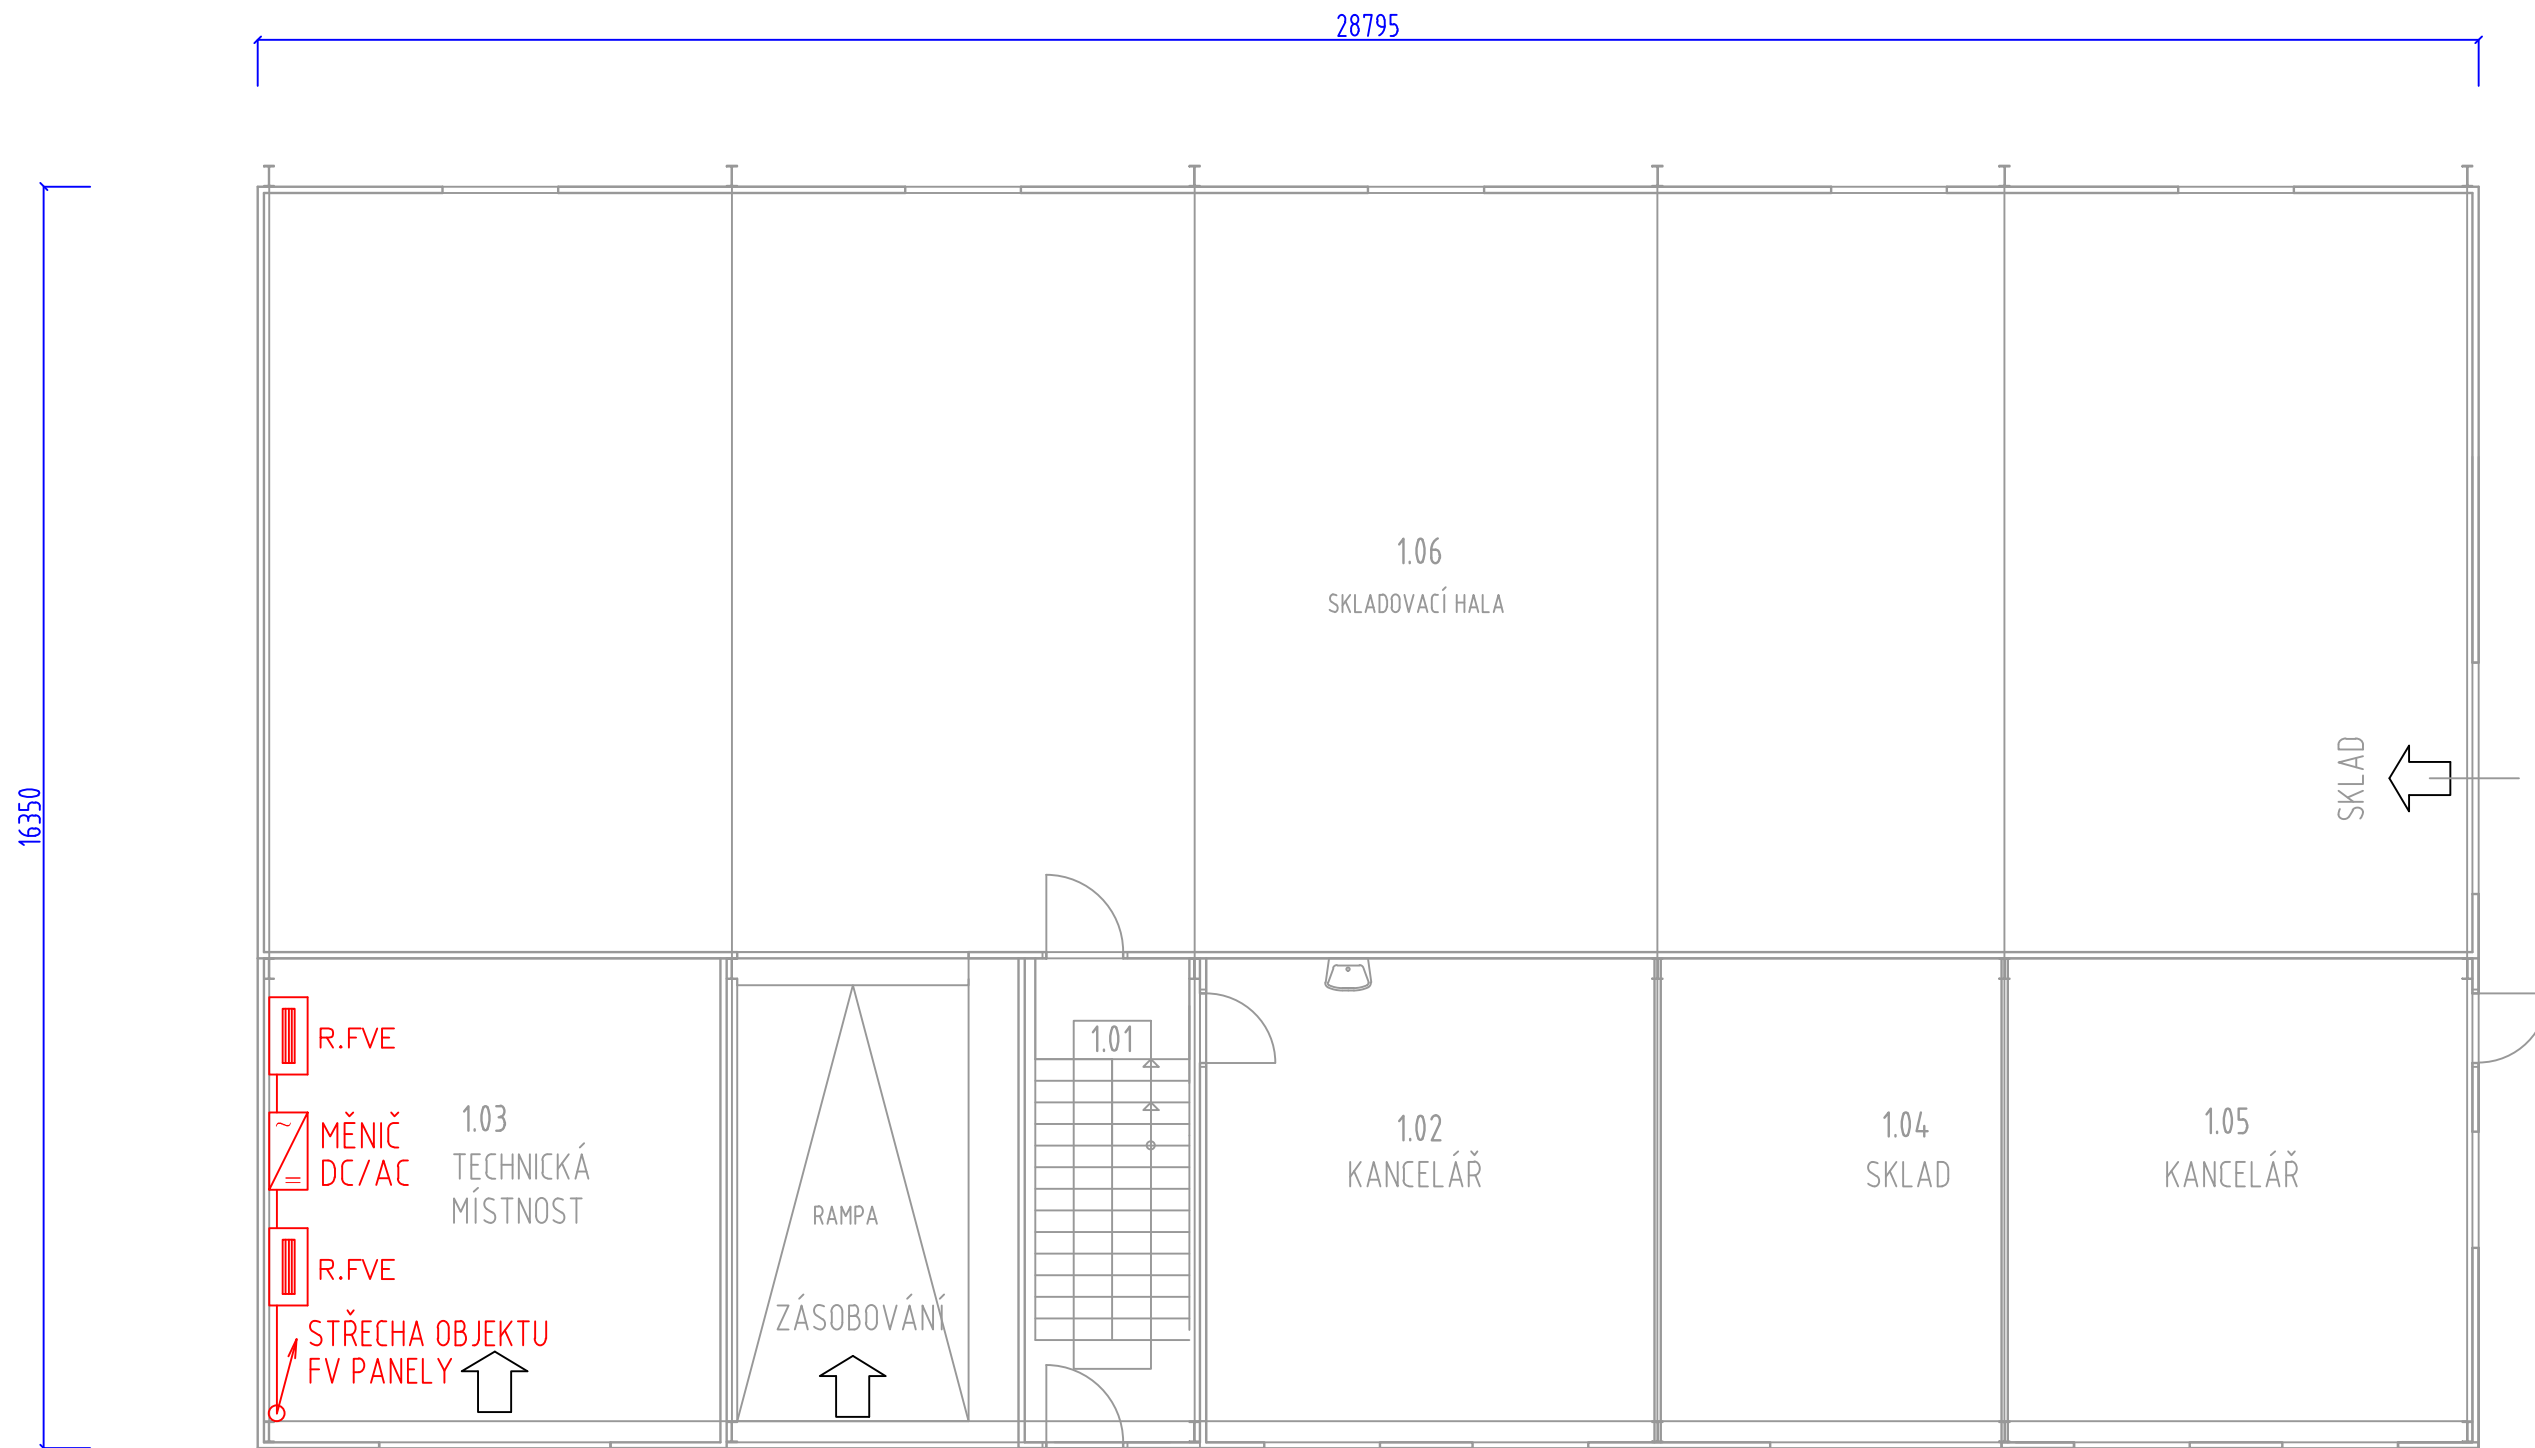 28795
16350
1.06
SKLADOVACÍ HALA
SKLAD
R.FVE
MĚNIČ
DC/AC
R.FVE
STŘECHA OBJEKTU
FV PANELY
1.03
TECHNICKÁ
MÍSTNOST
RAMPA
ZÁSOBOVÁNÍ
1.01
1.02
KANCELÁŘ
1.04
SKLAD
1.05
KANCELÁŘ